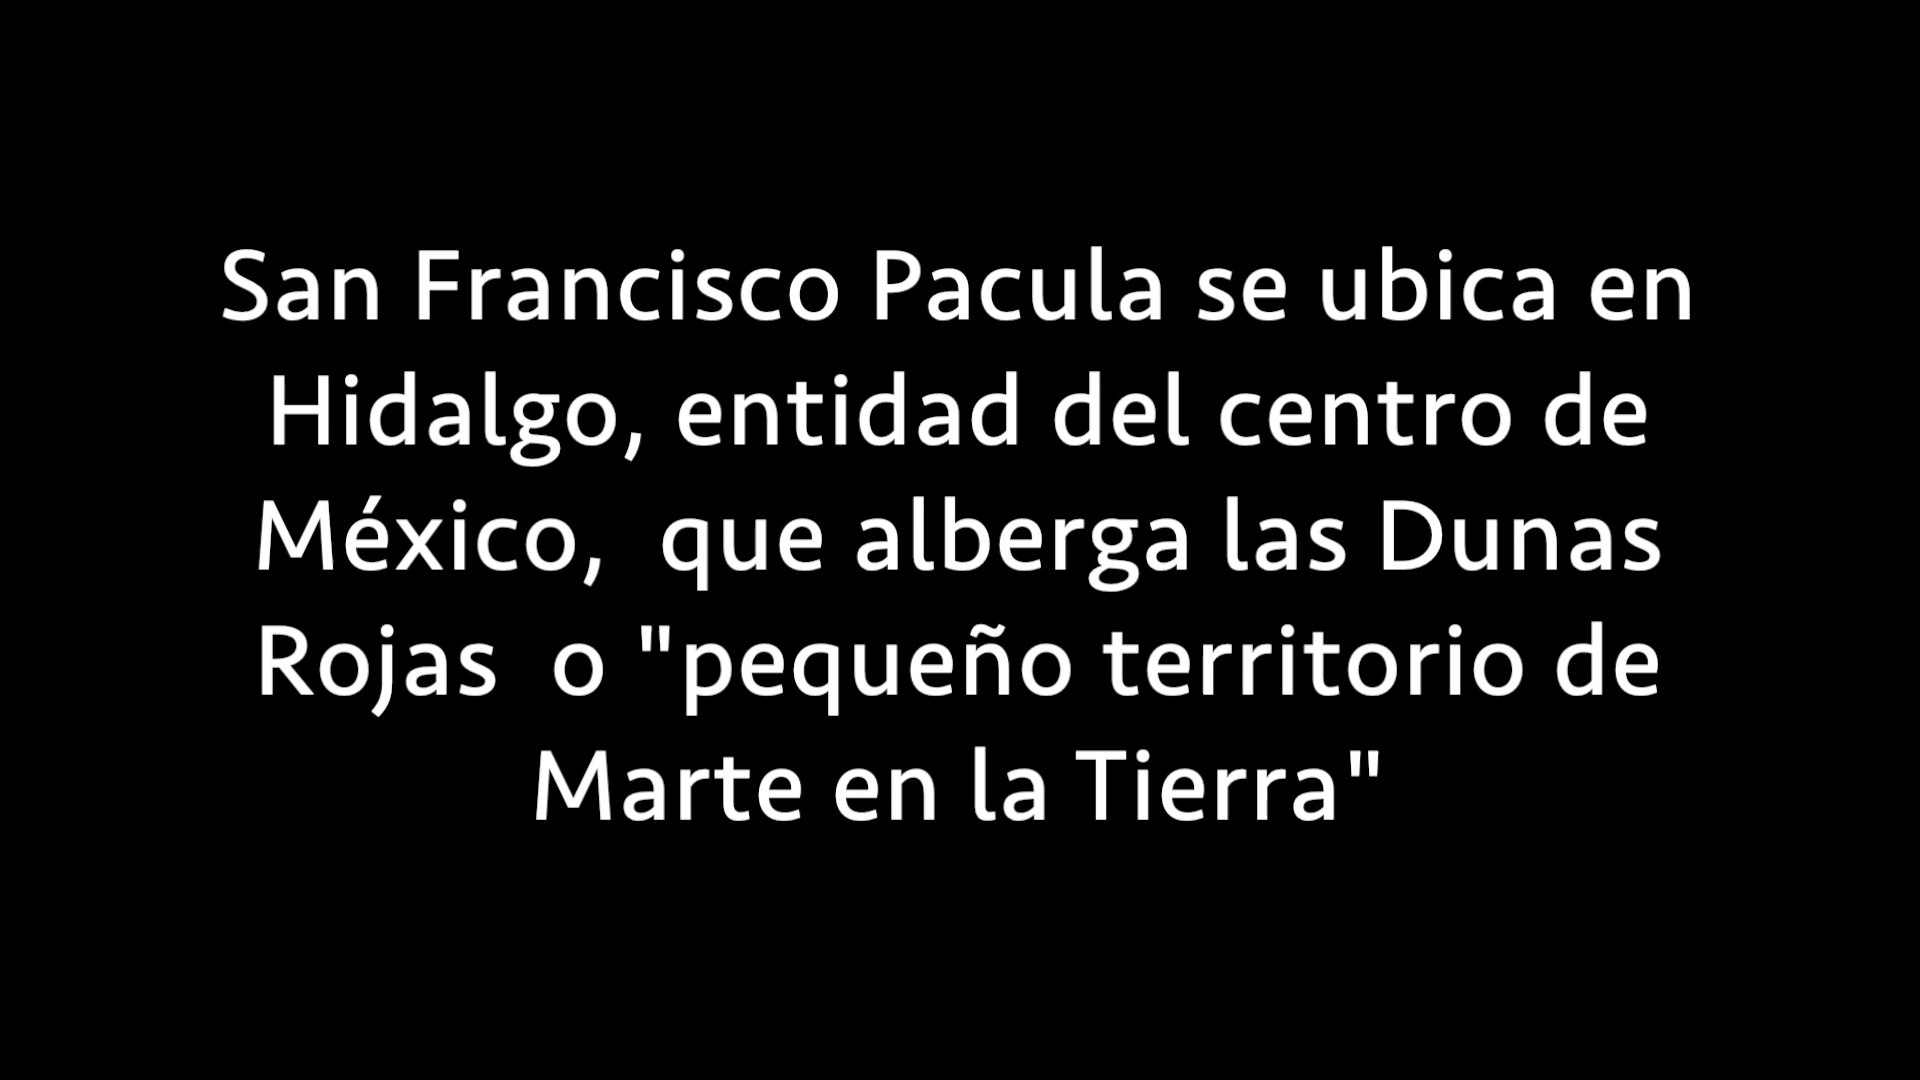 San Francisco Pacula se ubica en
Hidalgo, entidad del centro de
México,  que alberga las Dunas
Rojas  o "pequeño territorio de
Marte en la Tierra"